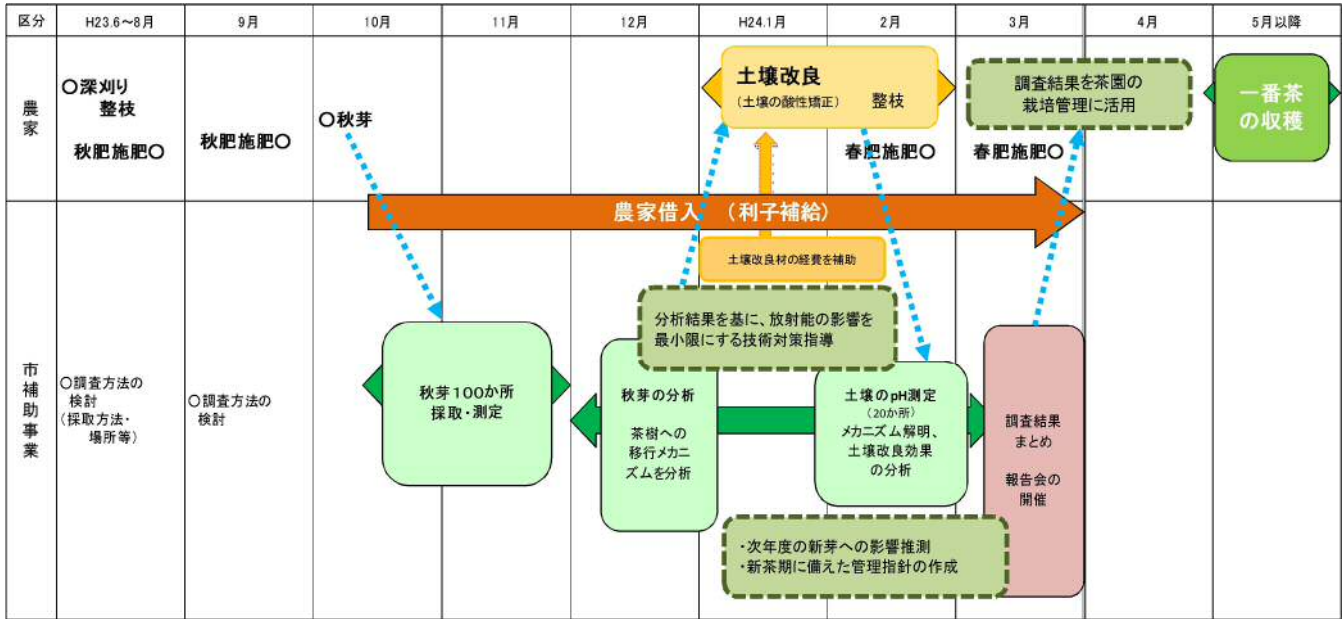 区分
H23.6~8月
9月
10月
11月
12月
H24.1月
2月
3月
4月
5月以降
農家
○深刈り
整枝
秋肥施肥○
秋肥施肥○
○秋芽
土壌改良
(土壌の酸性矯正) 整枝
春肥施肥○
春肥施肥○
調査結果を茶園の
栽培管理に活用
一番茶
の収穫
農家借入 (利子補給)
土壌改良材の経費を補助
市補助事業
○調査方法の
検討
(採取方法・
場所等)
○調査方法の
検討
秋芽100か所
採取・測定
分析結果を基に、放射能の影響を
最小限にする技術対策指導
秋芽の分析
茶樹への
移行メカニ
ズムを分析
土壌のpH測定
(20か所)
メカニズム解明、
土壌改良効果
の分析
調査結果
まとめ
報告会の
開催
・次年度の新芽への影響推測
・新茶期に備えた管理指針の作成